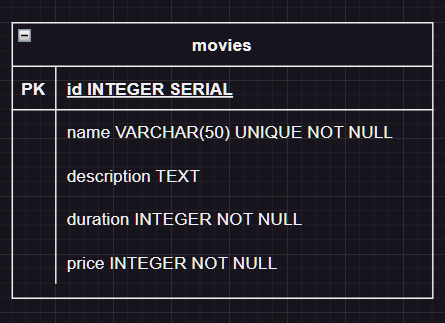 movies
PK id INTEGER SERIAL
name VARCHAR(50) UNIQUE NOT NULL
description TEXT
duration INTEGER NOT NULL
price INTEGER NOT NULL